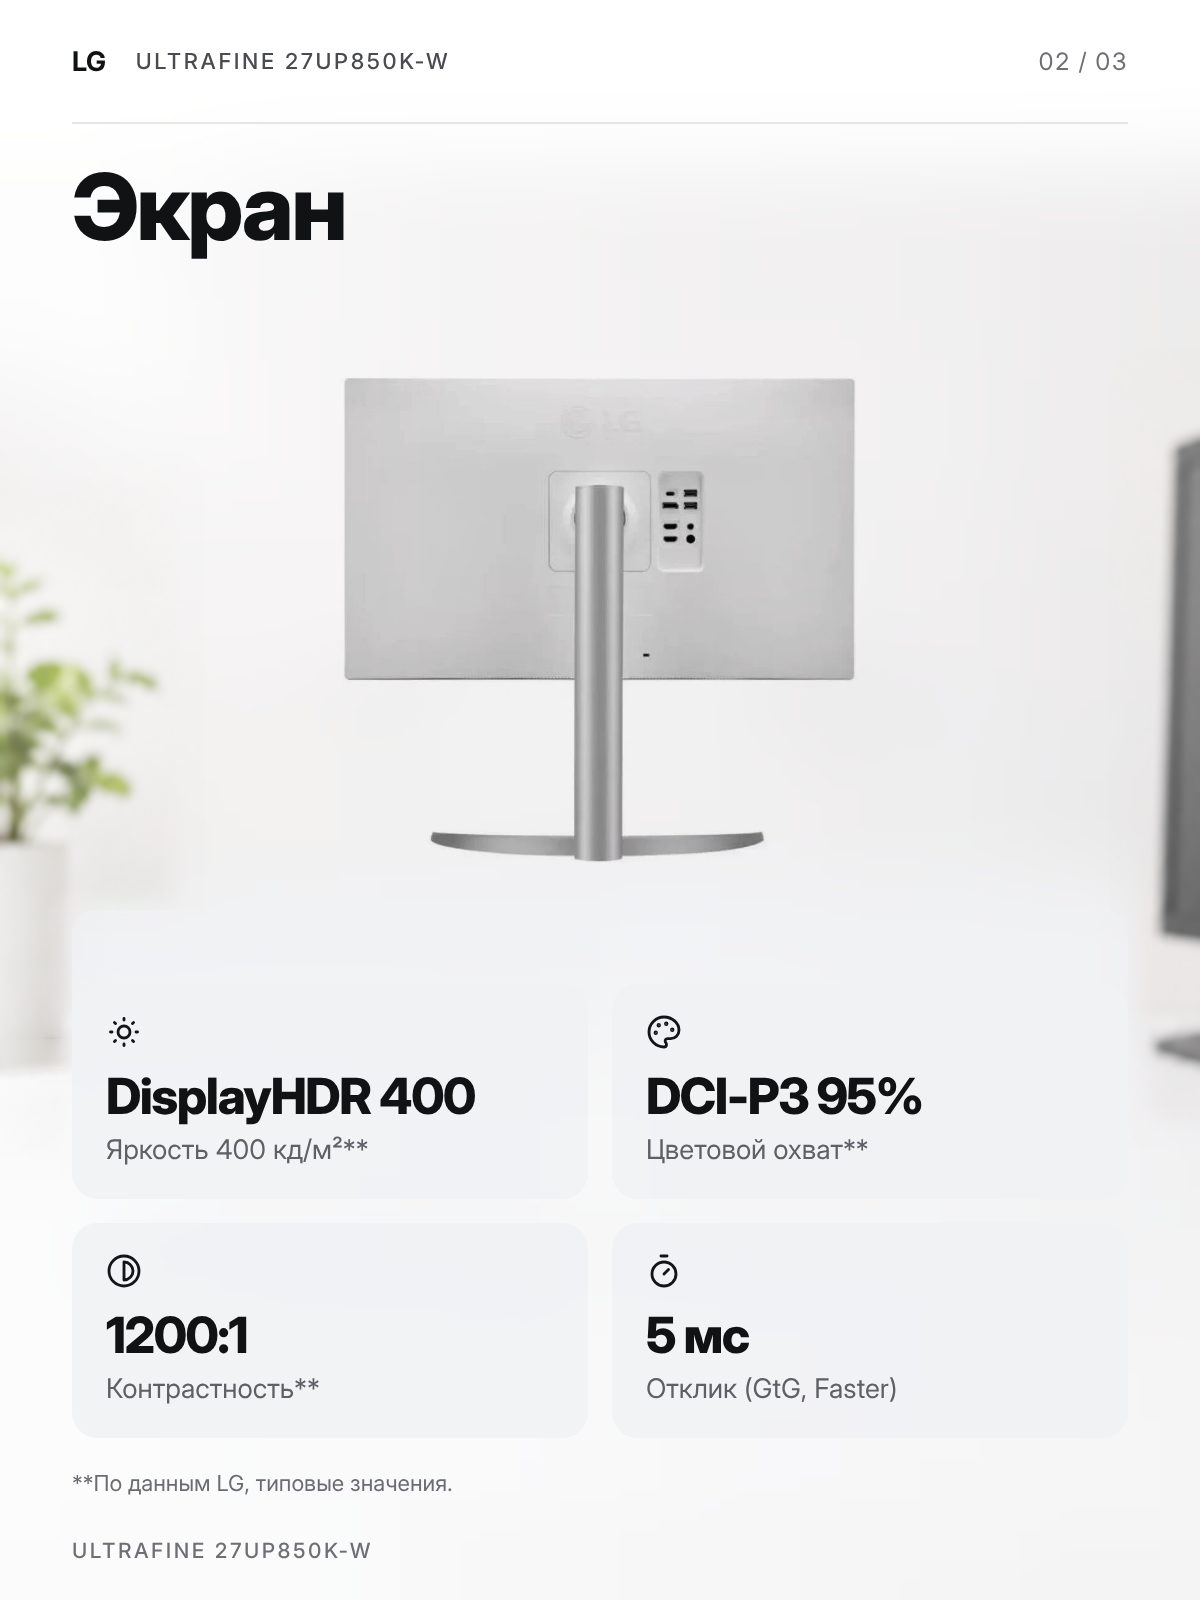 LG ULTRAFINE 27UP850K-W 02 / 03
Экран
LG
DisplayHDR 400
Яркость 400 кд/м²**
DCI-P3 95%
Цветовой охват**
1200:1
Контрастность**
5 мс
Отклик (GtG, Faster)
**По данным LG, типовые значения.
ULTRAFINE 27UP850K-W